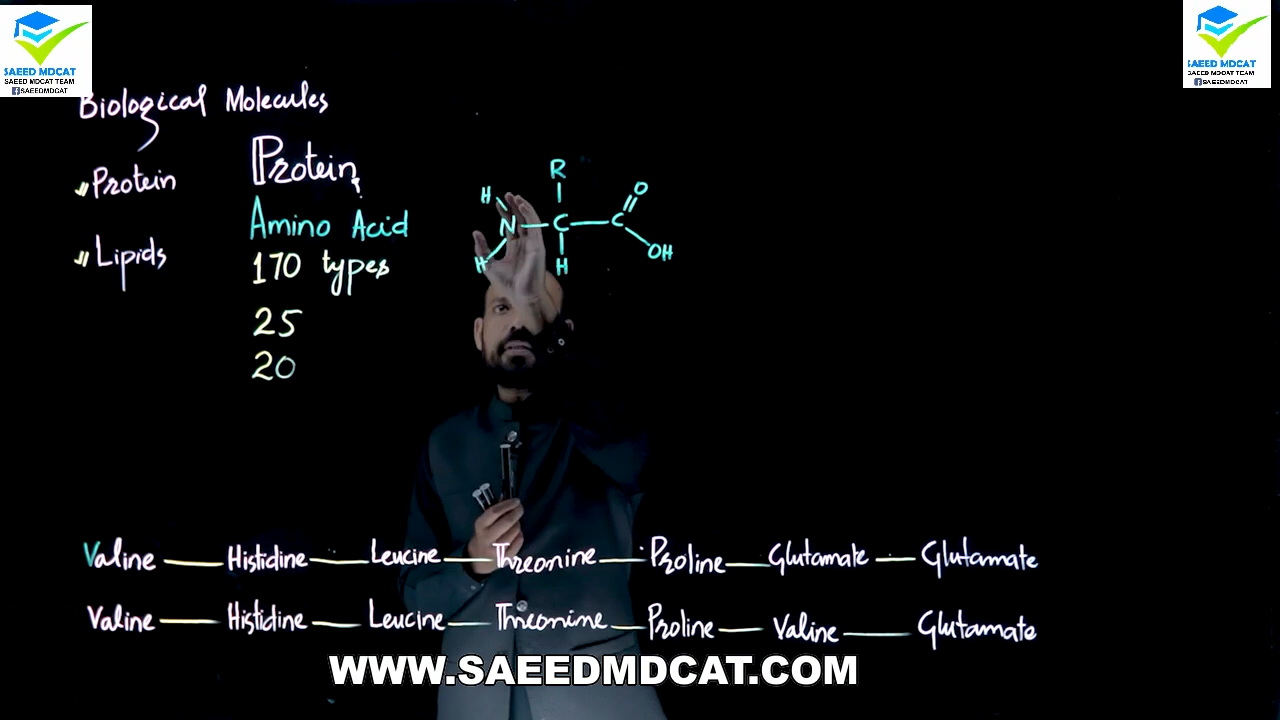 SAEED MDCAT
SAEED MDCAT TEAM
SAEEDMDCAT
SAEED MDCAT
SAEED MDCAT TEAM
SAEEDMDCAT
Biological Molecules
Protein
Lipids
Protein
Amino Acid
170 types
25
20
R
H O
N C C
H H OH
Valine — Histidine — Leucine — Threonine — Proline — Glutamate — Glutamate
Valine — Histidine — Leucine — Threonine — Proline — Valine — Glutamate
WWW.SAEEDMDCAT.COM